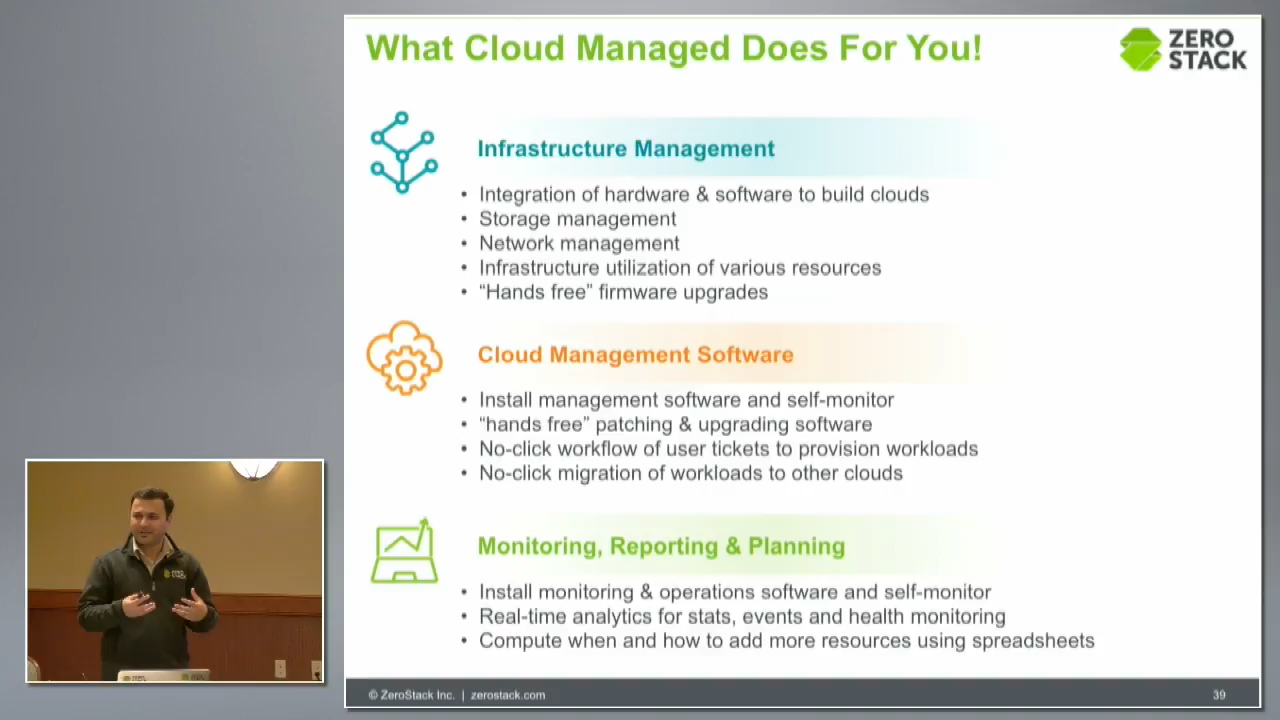 What Cloud Managed Does For You!
ZERO
STACK
Infrastructure Management
• Integration of hardware & software to build clouds
• Storage management
• Network management
• Infrastructure utilization of various resources
• “Hands free” firmware upgrades
Cloud Management Software
• Install management software and self-monitor
• “hands free” patching & upgrading software
• No-click workflow of user tickets to provision workloads
• No-click migration of workloads to other clouds
Monitoring, Reporting & Planning
• Install monitoring & operations software and self-monitor
• Real-time analytics for stats, events and health monitoring
• Compute when and how to add more resources using spreadsheets
© ZeroStack Inc. | zerostack.com
39
ZERO
STACK